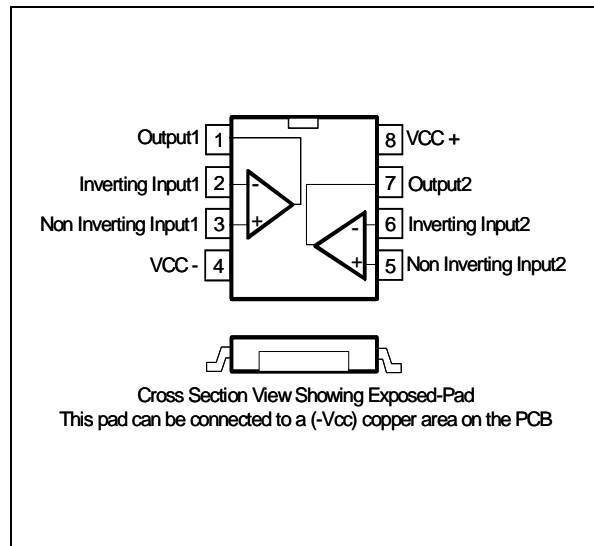 Output1 1 8 VCC +
Inverting Input1 2 - 7 Output2
Non Inverting Input1 3 + - 6 Inverting Input2
VCC - 4 + 5 Non Inverting Input2
Cross Section View Showing Exposed-Pad
This pad can be connected to a (-Vcc) copper area on the PCB